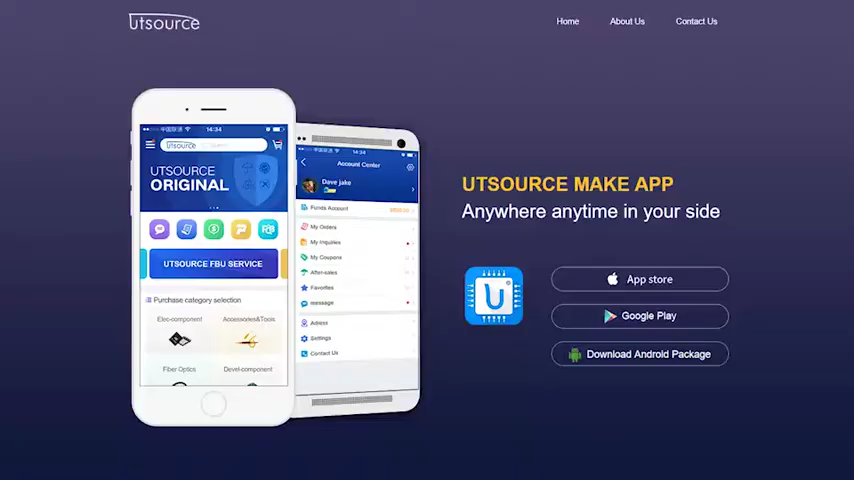 utsource
Home
About Us
Contact Us
14:34
utsource
UTSOURCE
ORIGINAL
UTSOURCE FBU SERVICE
Purchase category selection
Elec-component
Accessories&Tools
Fiber Optics
Devel-component
14:34
Account Center
Dave jake
Funds Account
My Orders
My Inquiries
My Coupons
After-sales
Favorities
message
Adress
Settings
Contact Us
UTSOURCE MAKE APP
Anywhere anytime in your side
U
App store
Google Play
Download Android Package